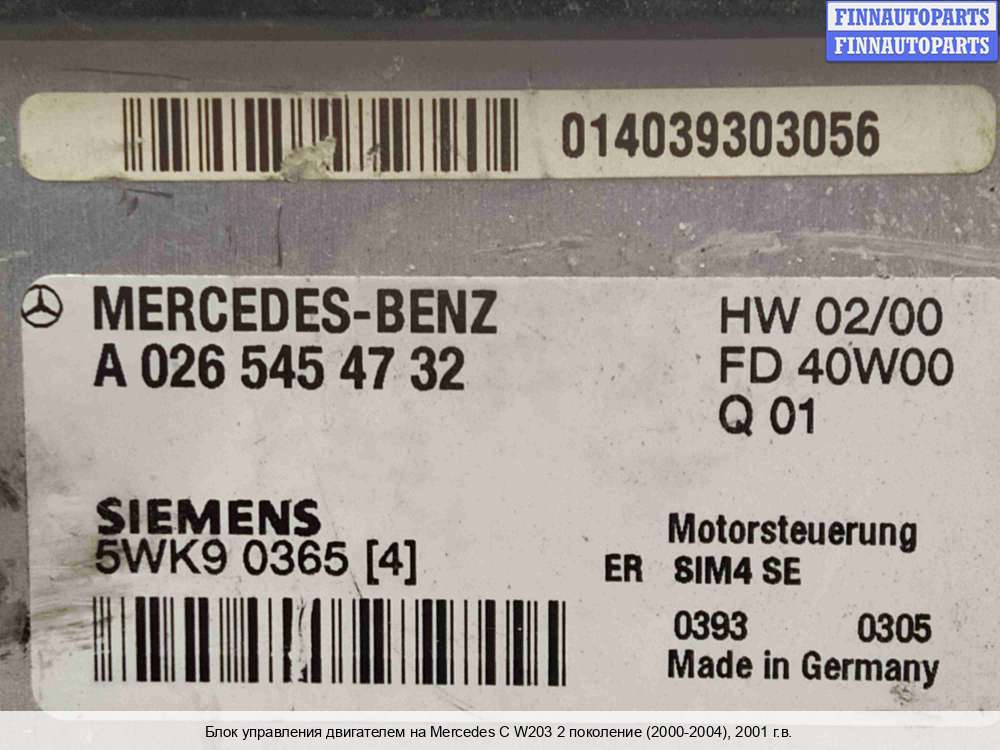 FINNAUTOPARTS
FINNAUTOPARTS
014039303056
MERCEDES-BENZ
A 026 545 47 32
HW 02/00
FD 40W00
Q 01
SIEMENS
5WK9 0365 [4]
Motorsteuerung
ER SIM4 SE
0393 0305
Made in Germany
Блок управления двигателем на Mercedes C W203 2 поколение (2000-2004), 2001 г.в.